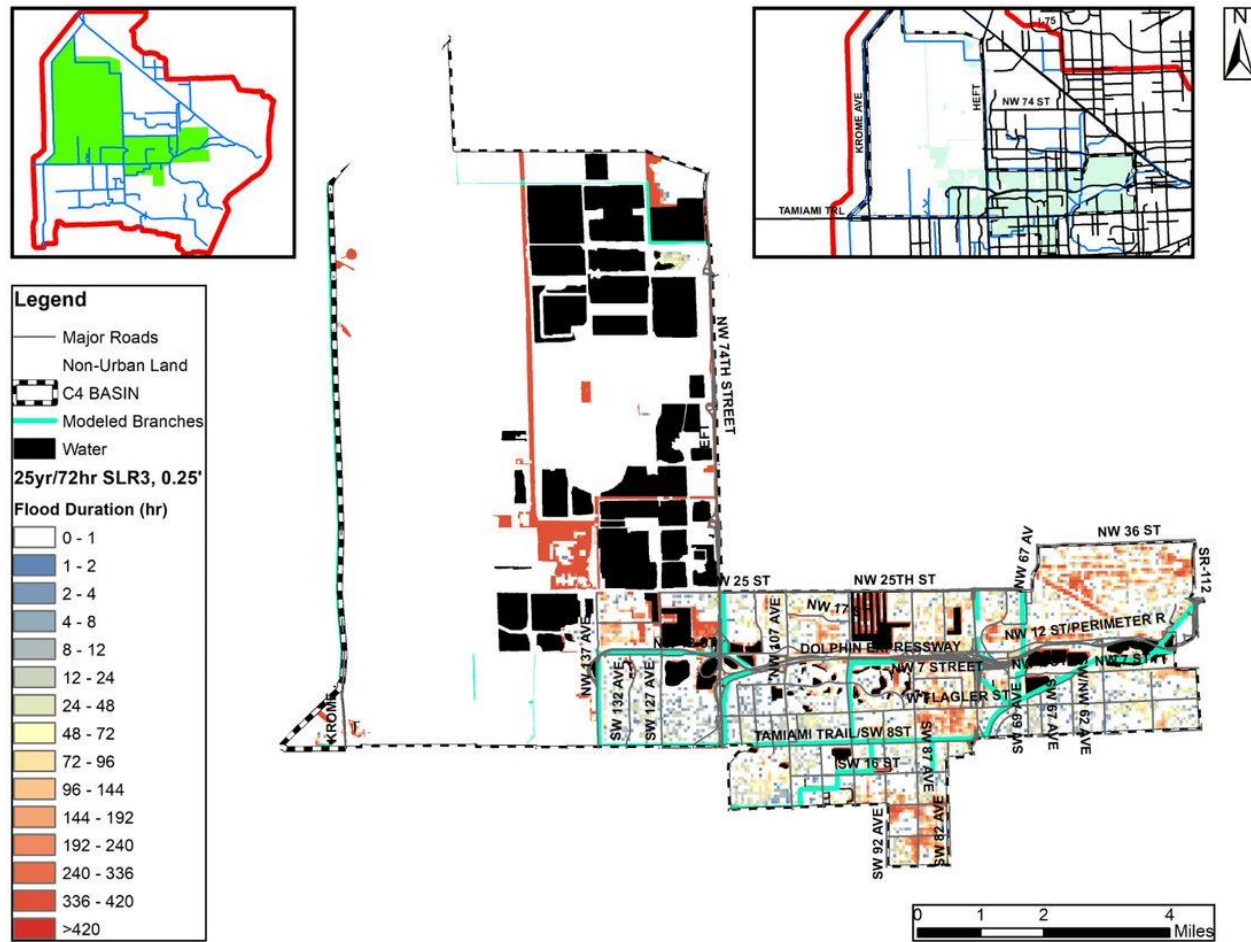 I-75
N
KROME AVE
HEFT
NW 74 ST
TAMIAMI TRL
Legend
Major Roads
Non-Urban Land
C4 BASIN
Modeled Branches
Water
25yr/72hr SLR3, 0.25'
Flood Duration (hr)
0 - 1
1 - 2
2 - 4
4 - 8
8 - 12
12 - 24
24 - 48
48 - 72
72 - 96
96 - 144
144 - 192
192 - 240
240 - 336
336 - 420
>420
NW 74TH STREET
NW 36 ST
NW 67 AV
SR-112
25 ST
NW 25TH ST
NW 137 AVE
NW 107 AVE
NW 12 ST/PERIMETER R
DOLPHIN EXPRESSWAY
NW 7 STREET
NW 7 ST
SW 132 AVE
SW 127 AVE
W FLAGLER ST
SW 69 AVE
SW 67 AVE
SW/NW 62 AVE
KROME
TAMIAMI TRAIL/SW 8ST
SW 87 AVE
SW 16 ST
SW 92 AVE
SW 82 AVE
0 1 2 4
Miles